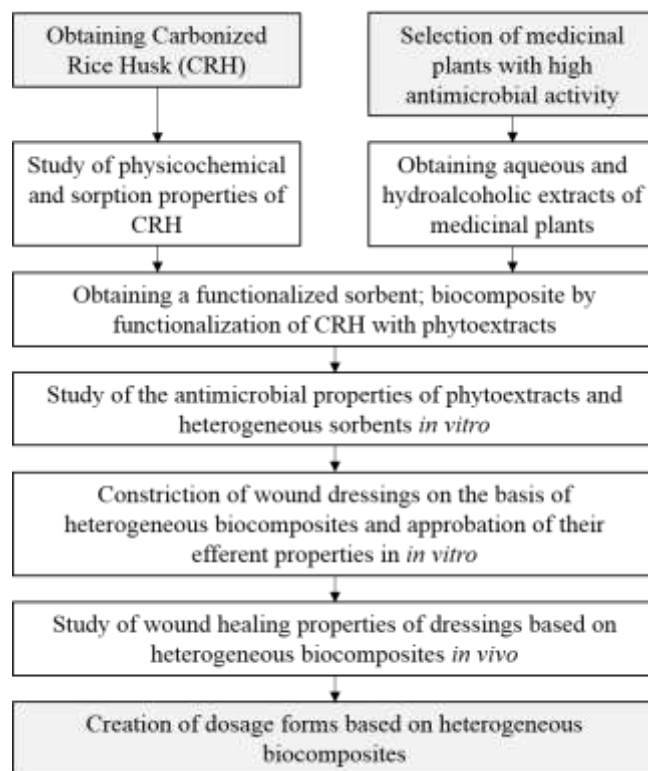 Obtaining Carbonized
Rice Husk (CRH)
Selection of medicinal
plants with high
antimicrobial activity
Study of physicochemical
and sorption properties of
CRH
Obtaining aqueous and
hydroalcoholic extracts of
medicinal plants
Obtaining a functionalized sorbent; biocomposite by
functionalization of CRH with phytoextracts
Study of the antimicrobial properties of phytoextracts and
heterogeneous sorbents in vitro
Constriction of wound dressings on the basis of
heterogeneous biocomposites and approbation of their
efferent properties in in vitro
Study of wound healing properties of dressings based on
heterogeneous biocomposites in vivo
Creation of dosage forms based on heterogeneous
biocomposites